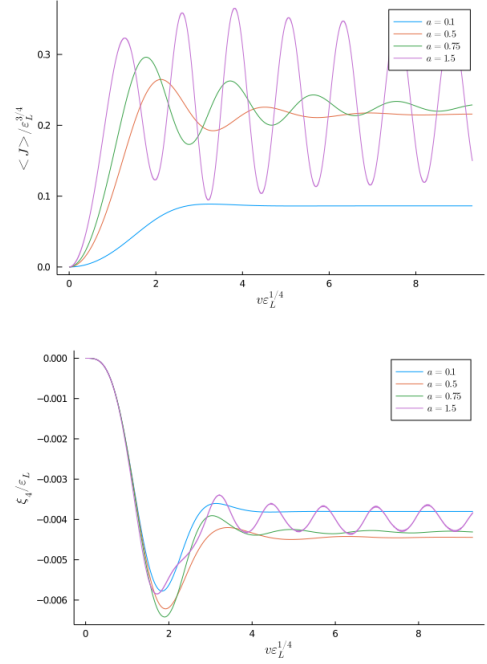 <J>/ε_L^{3/4}
0.3
0.2
0.1
0.0
a = 0.1
a = 0.5
a = 0.75
a = 1.5
0 2 4 6 8
vε_L^{1/4}
ξ_4/ε_L
0.000
−0.001
−0.002
−0.003
−0.004
−0.005
−0.006
a = 0.1
a = 0.5
a = 0.75
a = 1.5
0 2 4 6 8
vε_L^{1/4}